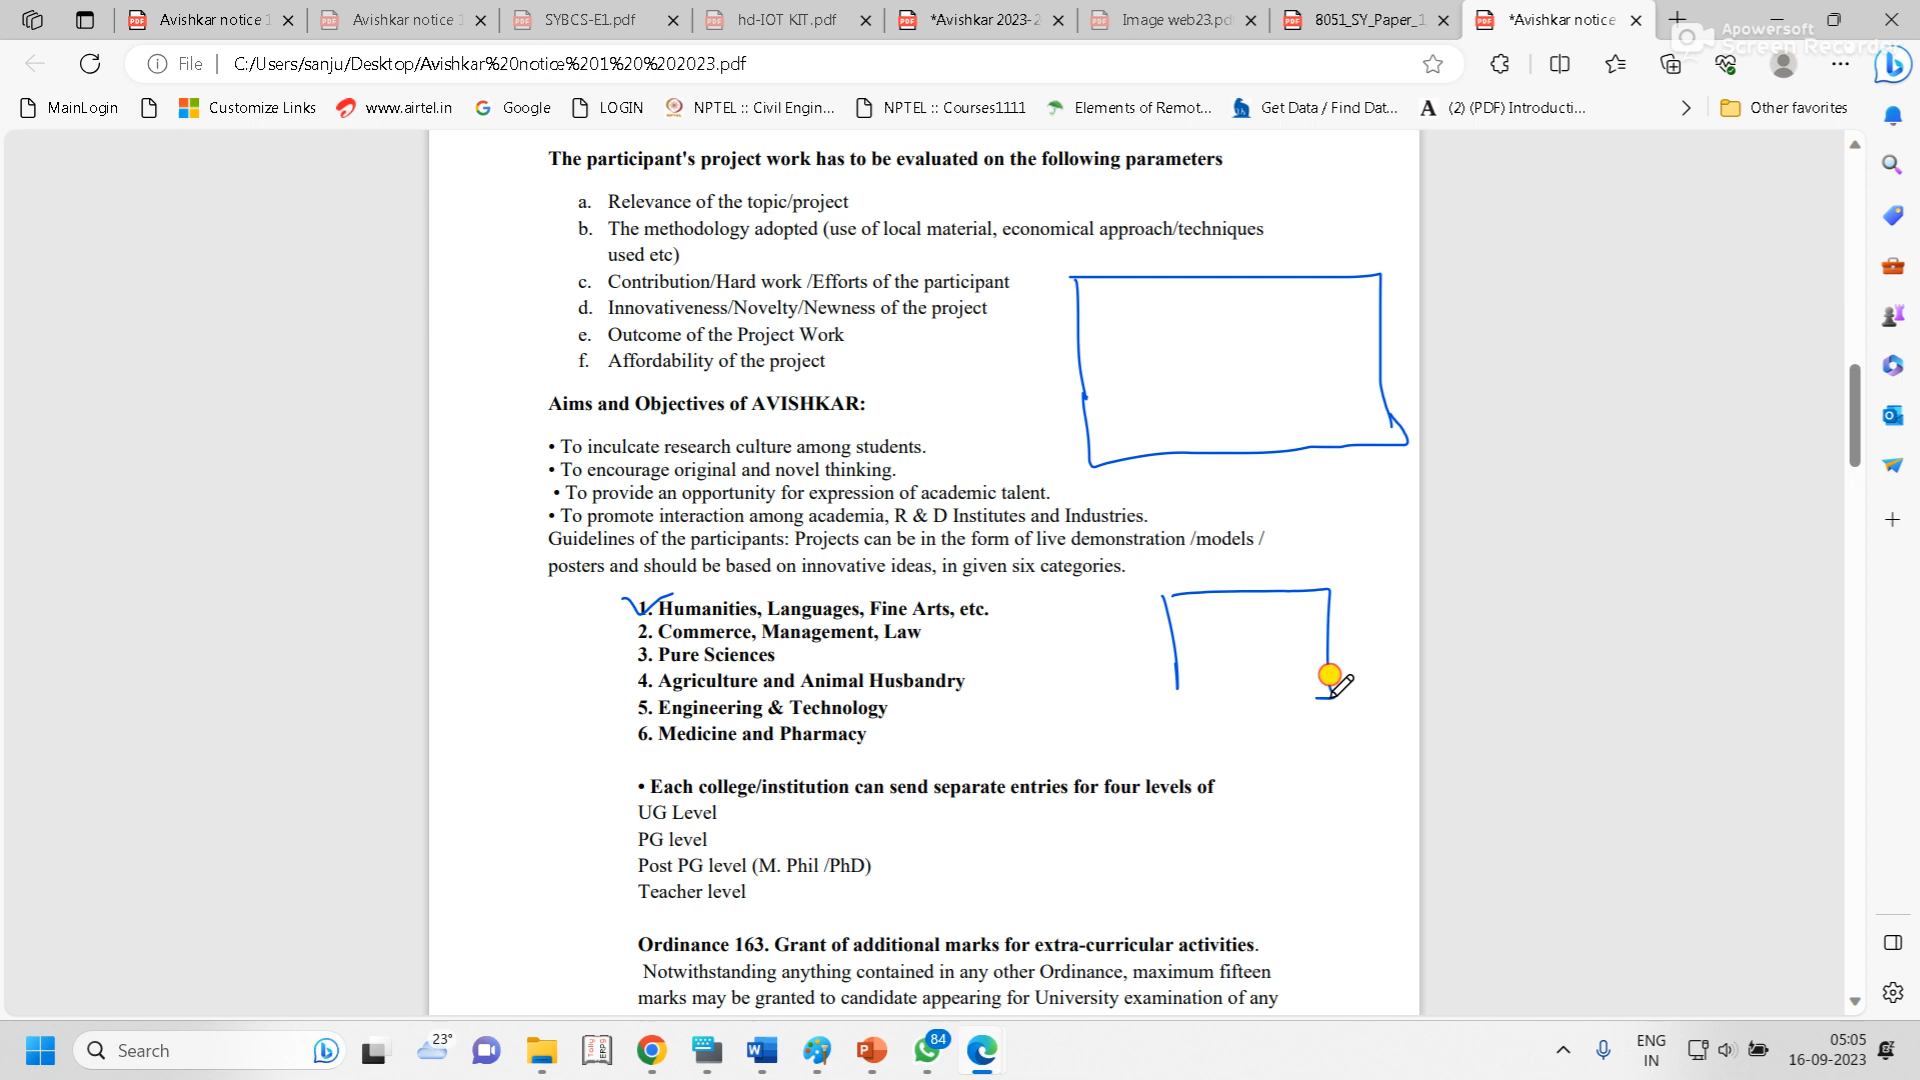 Avishkar notice 1
Avishkar notice 1
SYBCS-E1.pdf
hd-IOT KIT.pdf
*Avishkar 2023-2
Image web23.pdf
8051_SY_Paper_1
*Avishkar notice
Apowersoft
Screen Recorder
File
C:/Users/sanju/Desktop/Avishkar%20notice%201%20%202023.pdf
MainLogin
Customize Links
www.airtel.in
Google
LOGIN
NPTEL :: Civil Engin...
NPTEL :: Courses1111
Elements of Remot...
Get Data / Find Dat...
(2) (PDF) Introducti...
Other favorites
The participant's project work has to be evaluated on the following parameters
a. Relevance of the topic/project
b. The methodology adopted (use of local material, economical approach/techniques
used etc)
c. Contribution/Hard work /Efforts of the participant
d. Innovativeness/Novelty/Newness of the project
e. Outcome of the Project Work
f. Affordability of the project
Aims and Objectives of AVISHKAR:
• To inculcate research culture among students.
• To encourage original and novel thinking.
• To provide an opportunity for expression of academic talent.
• To promote interaction among academia, R & D Institutes and Industries.
Guidelines of the participants: Projects can be in the form of live demonstration /models /
posters and should be based on innovative ideas, in given six categories.
1. Humanities, Languages, Fine Arts, etc.
2. Commerce, Management, Law
3. Pure Sciences
4. Agriculture and Animal Husbandry
5. Engineering & Technology
6. Medicine and Pharmacy
• Each college/institution can send separate entries for four levels of
UG Level
PG level
Post PG level (M. Phil /PhD)
Teacher level
Ordinance 163. Grant of additional marks for extra-curricular activities.
Notwithstanding anything contained in any other Ordinance, maximum fifteen
marks may be granted to candidate appearing for University examination of any
Search
23°
Tally
ERP9
84
ENG
IN
05:05
16-09-2023